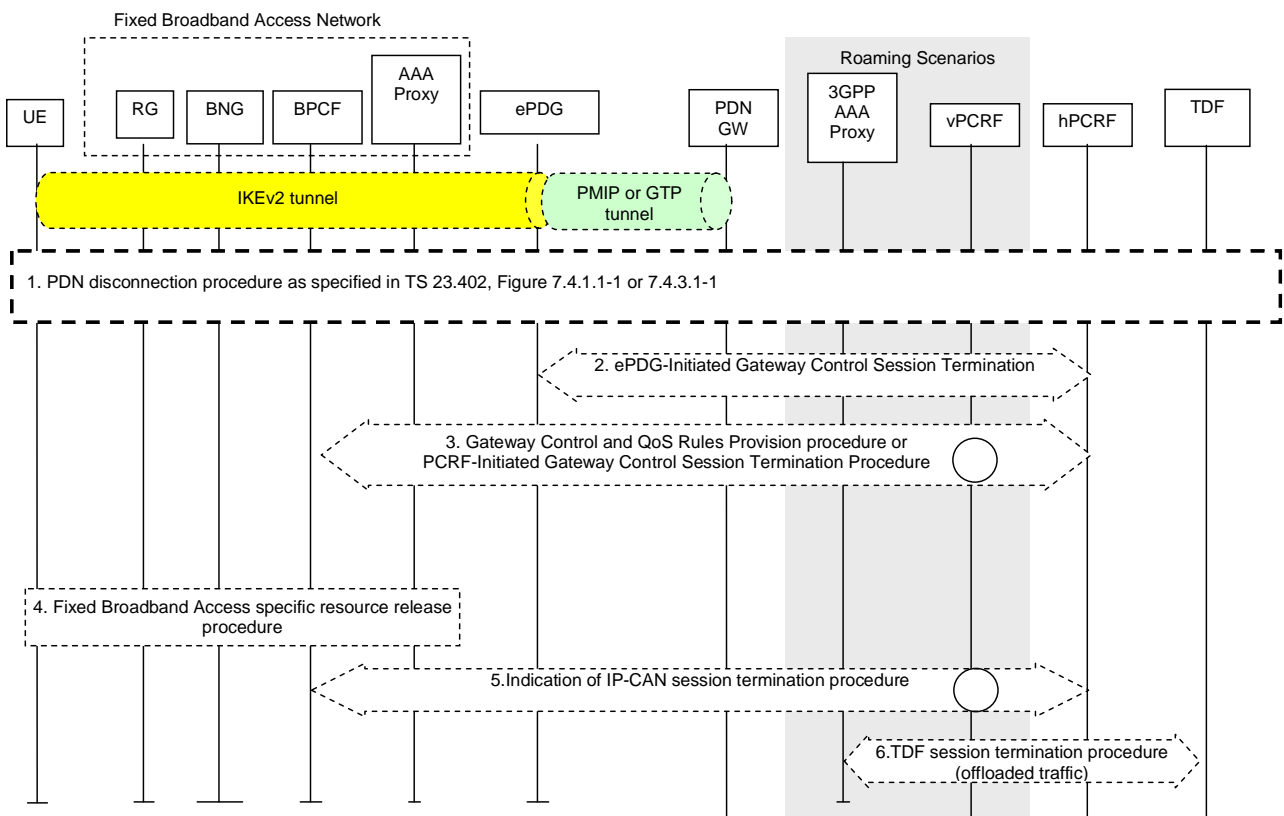 Fixed Broadband Access Network
Roaming Scenarios
UE
RG
BNG
BPCF
AAA
Proxy
ePDG
PDN
GW
3GPP
AAA
Proxy
vPCRF
hPCRF
TDF
IKEv2 tunnel
PMIP or GTP
tunnel
1. PDN disconnection procedure as specified in TS 23.402, Figure 7.4.1.1-1 or 7.4.3.1-1
2. ePDG-Initiated Gateway Control Session Termination
3. Gateway Control and QoS Rules Provision procedure or
PCRF-Initiated Gateway Control Session Termination Procedure
4. Fixed Broadband Access specific resource release
procedure
5.Indication of IP-CAN session termination procedure
6.TDF session termination procedure
(offloaded traffic)